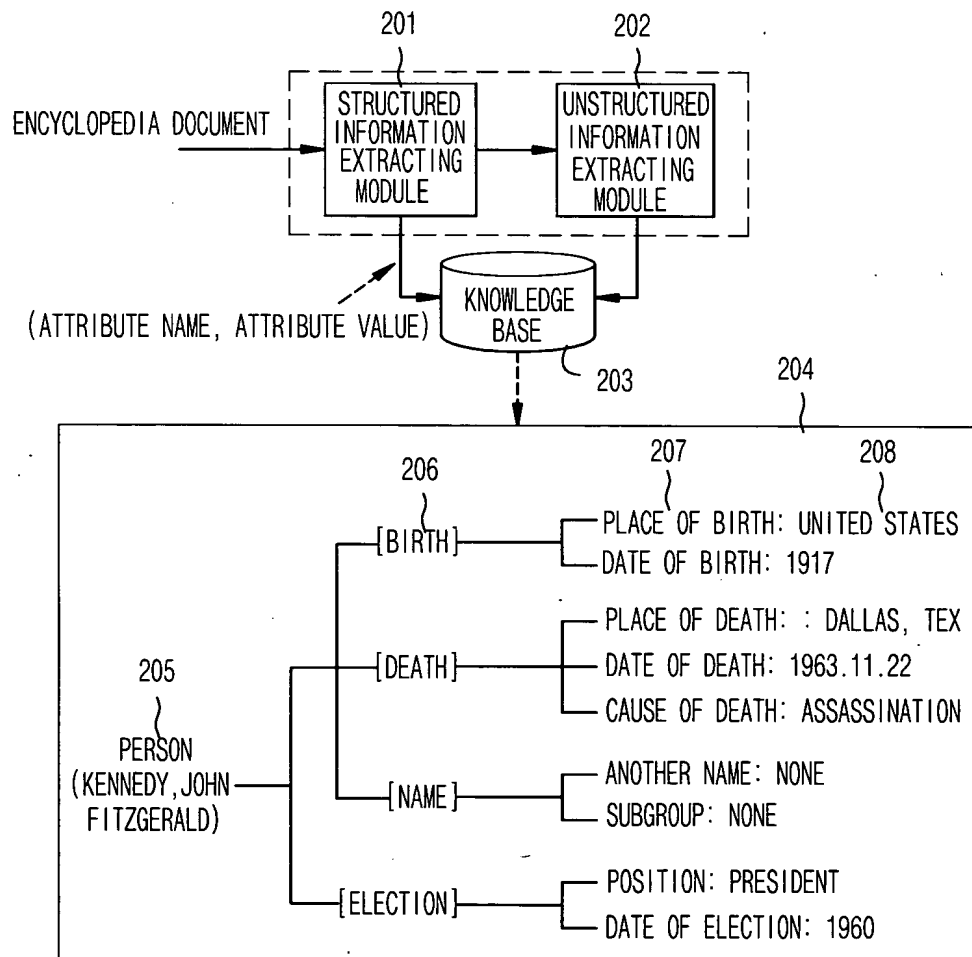 201
202
ENCYCLOPEDIA DOCUMENT
STRUCTURED
INFORMATION
EXTRACTING
MODULE
UNSTRUCTURED
INFORMATION
EXTRACTING
MODULE
(ATTRIBUTE NAME, ATTRIBUTE VALUE)
KNOWLEDGE
BASE
203
204
205
PERSON
(KENNEDY,JOHN
FITZGERALD)
206
207
208
[BIRTH]
PLACE OF BIRTH: UNITED STATES
DATE OF BIRTH: 1917
[DEATH]
PLACE OF DEATH: : DALLAS, TEX
DATE OF DEATH: 1963.11.22
CAUSE OF DEATH: ASSASSINATION
[NAME]
ANOTHER NAME: NONE
SUBGROUP: NONE
[ELECTION]
POSITION: PRESIDENT
DATE OF ELECTION: 1960